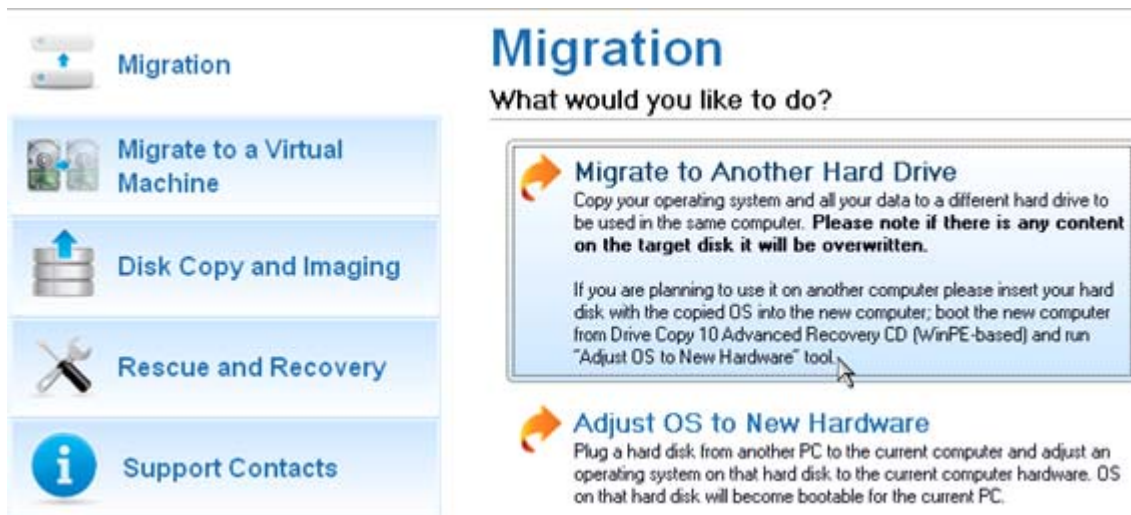 Migration
Migrate to a Virtual
Machine
Disk Copy and Imaging
Rescue and Recovery
Support Contacts
Migration
What would you like to do?
Migrate to Another Hard Drive
Copy your operating system and all your data to a different hard drive to
be used in the same computer. Please note if there is any content
on the target disk it will be overwritten.
If you are planning to use it on another computer please insert your hard
disk with the copied OS into the new computer; boot the new computer
from Drive Copy 10 Advanced Recovery CD (WinPE-based) and run
"Adjust OS to New Hardware" tool.
Adjust OS to New Hardware
Plug a hard disk from another PC to the current computer and adjust an
operating system on that hard disk to the current computer hardware. OS
on that hard disk will become bootable for the current PC.